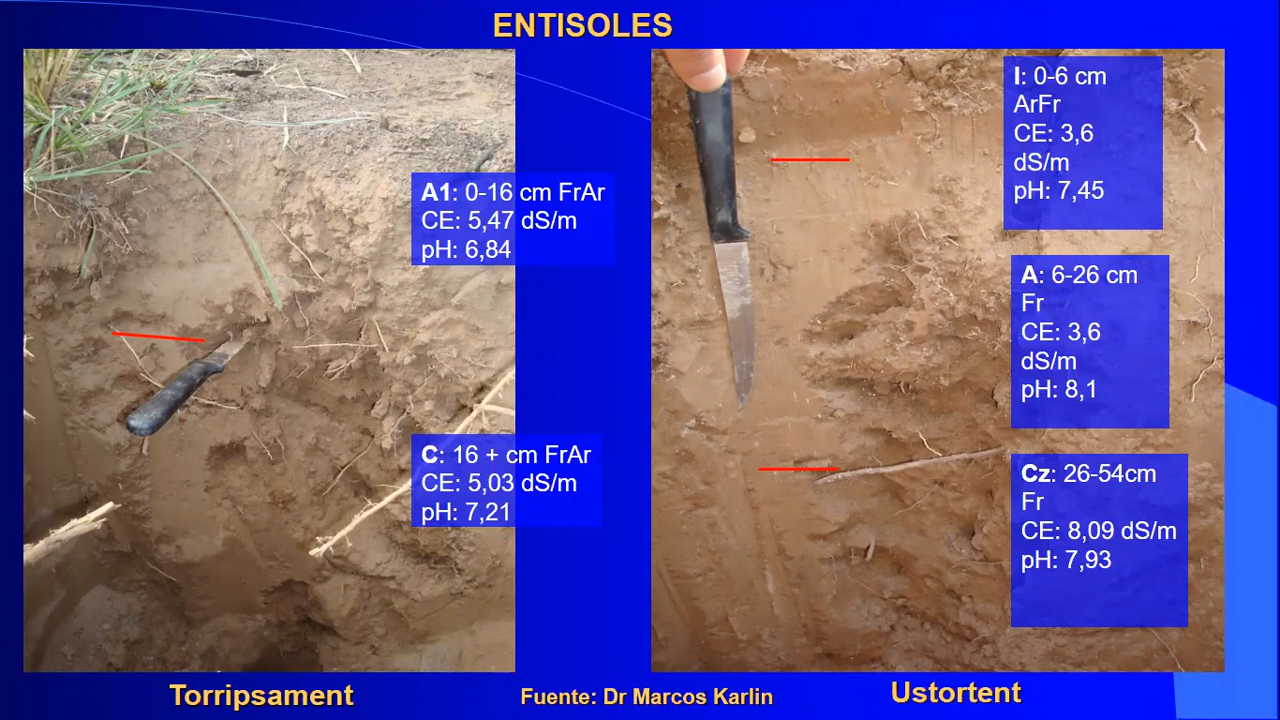 ENTISOLES
A1: 0-16 cm FrAr
CE: 5,47 dS/m
pH: 6,84
C: 16 + cm FrAr
CE: 5,03 dS/m
pH: 7,21
I: 0-6 cm
ArFr
CE: 3,6
dS/m
pH: 7,45
A: 6-26 cm
Fr
CE: 3,6
dS/m
pH: 8,1
Cz: 26-54cm
Fr
CE: 8,09 dS/m
pH: 7,93
Torripsament
Fuente: Dr Marcos Karlin
Ustortent